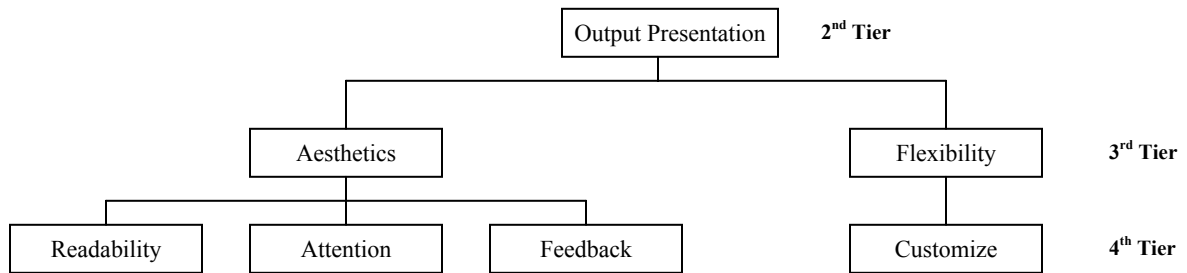 Output Presentation 2nd Tier
Aesthetics Flexibility 3rd Tier
Readability Attention Feedback Customize 4th Tier